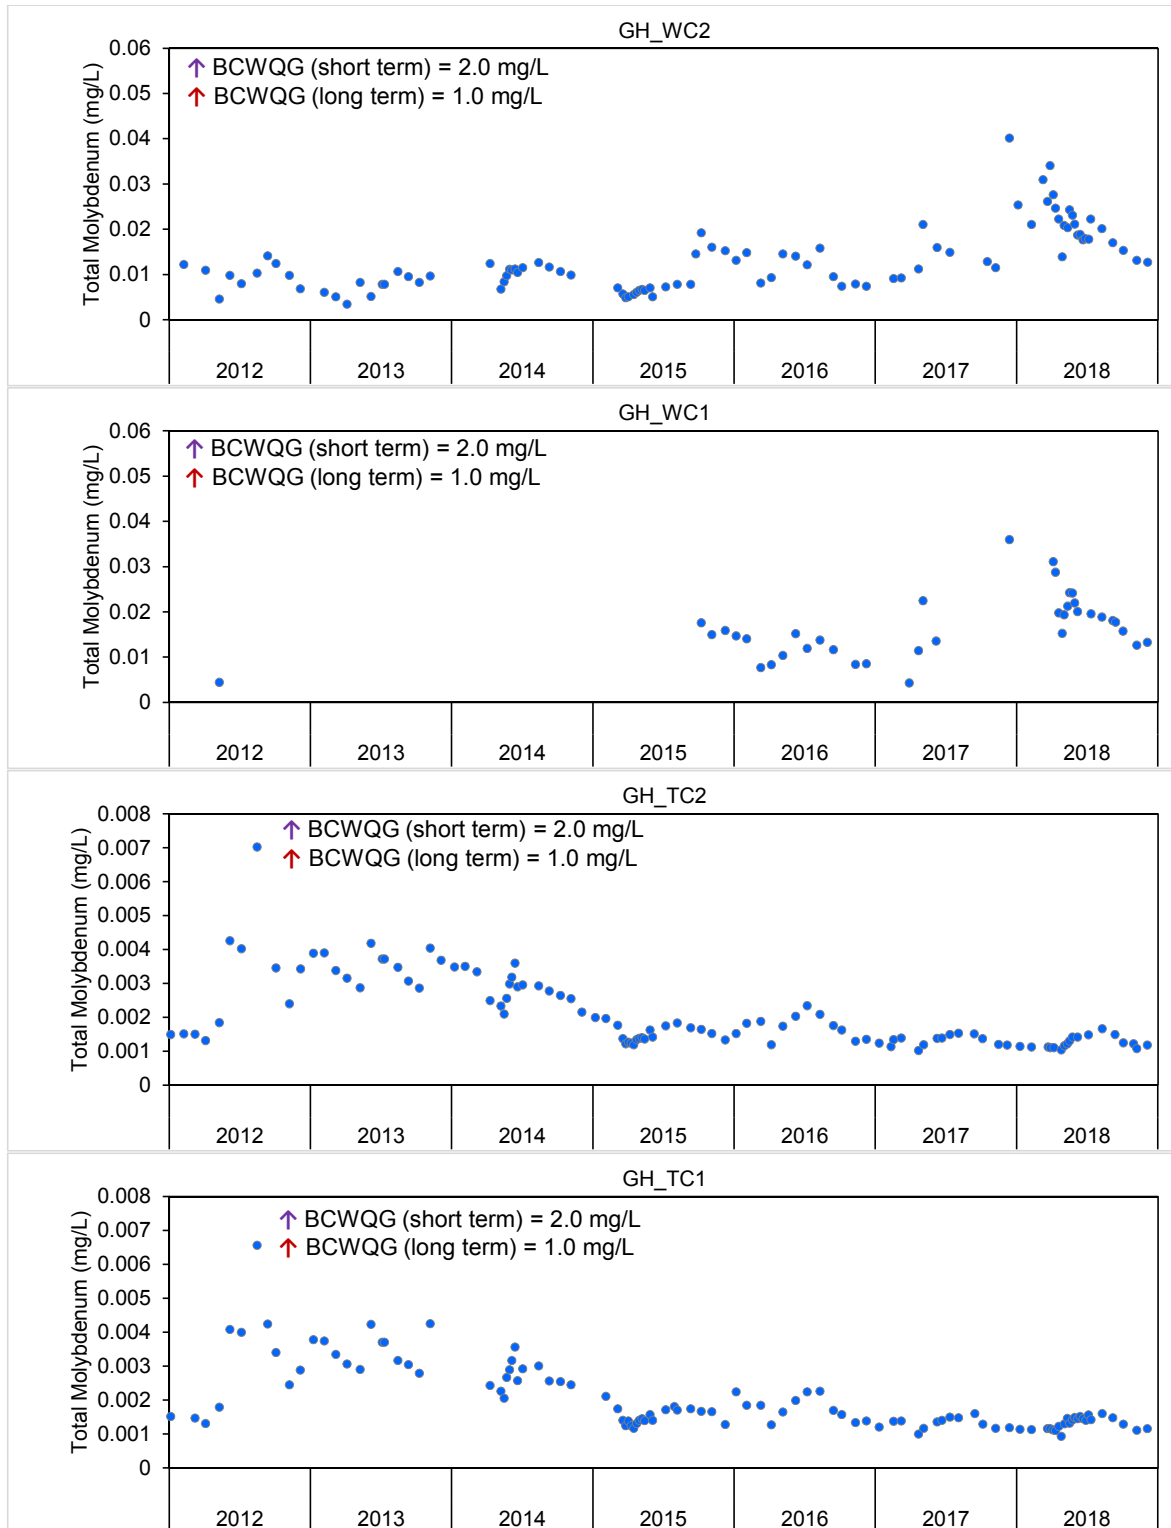 GH_WC2
Total Molybdenum (mg/L)
0.06
0.05
0.04
0.03
0.02
0.01
0
↑ BCWQG (short term) = 2.0 mg/L
↑ BCWQG (long term) = 1.0 mg/L
2012 2013 2014 2015 2016 2017 2018
GH_WC1
Total Molybdenum (mg/L)
0.06
0.05
0.04
0.03
0.02
0.01
0
↑ BCWQG (short term) = 2.0 mg/L
↑ BCWQG (long term) = 1.0 mg/L
2012 2013 2014 2015 2016 2017 2018
GH_TC2
Total Molybdenum (mg/L)
0.008
0.007
0.006
0.005
0.004
0.003
0.002
0.001
0
↑ BCWQG (short term) = 2.0 mg/L
↑ BCWQG (long term) = 1.0 mg/L
2012 2013 2014 2015 2016 2017 2018
GH_TC1
Total Molybdenum (mg/L)
0.008
0.007
0.006
0.005
0.004
0.003
0.002
0.001
0
↑ BCWQG (short term) = 2.0 mg/L
↑ BCWQG (long term) = 1.0 mg/L
2012 2013 2014 2015 2016 2017 2018